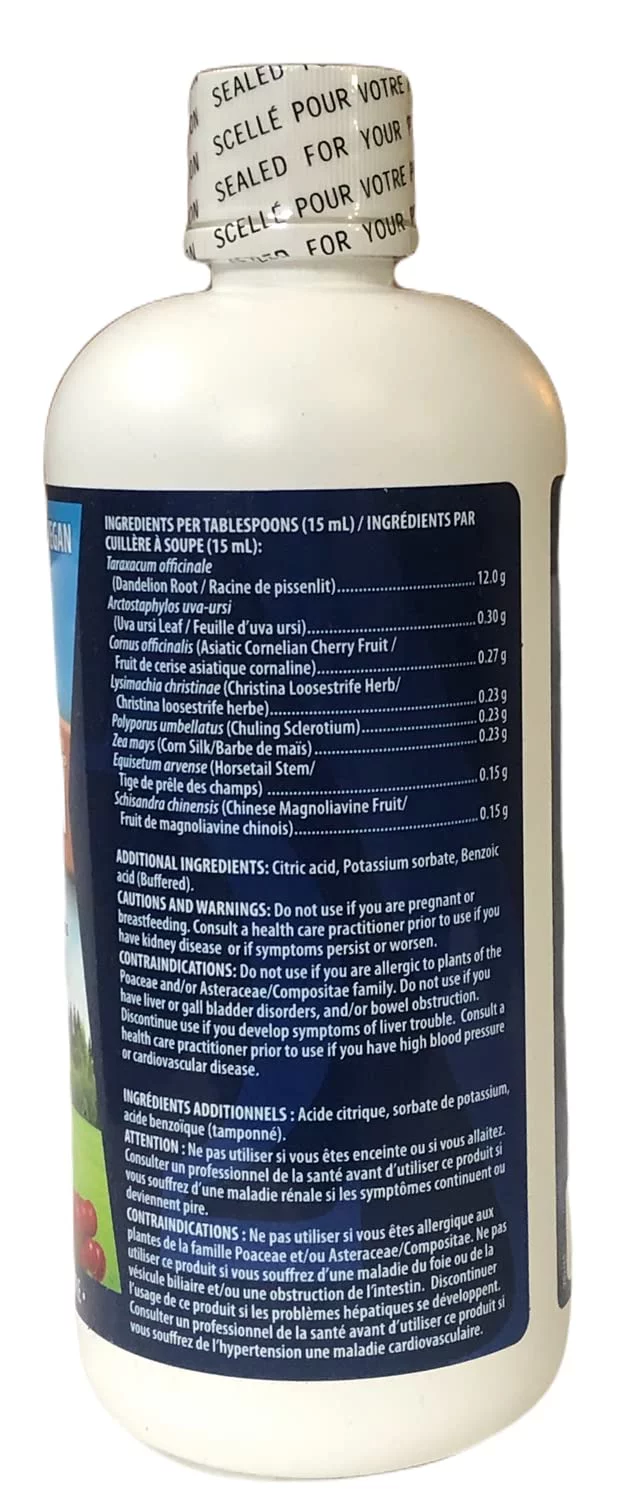 SEALED
SCELLÉ POUR VOTRE
SEALED FOR YOUR
SCELLÉ POUR VOTRE
FOR YOUR
INGREDIENTS PER TABLESPOONS (15 mL) / INGRÉDIENTS PAR
CUILLÈRE À SOUPE (15 mL):
Taraxacum officinale
(Dandelion Root / Racine de pissenlit)............................ 12.0 g
Arctostaphylos uva-ursi
(Uva ursi Leaf / Feuille d'uva ursi)................................... 0.30 g
Cornus officinalis (Asiatic Cornelian Cherry Fruit /
Fruit de cerise asiatique cornaline)................................ 0.27 g
Lysimachia christinae (Christina Loosestrife Herb/
Christina loosestrife herbe)........................................... 0.23 g
Polyporus umbellatus (Chuling Sclerotium)........................ 0.23 g
Zea mays (Corn Silk/Barbe de maïs).................................. 0.23 g
Equisetum arvense (Horsetail Stem/
Tige de prêle des champs) ........................................... 0.15 g
Schisandra chinensis (Chinese Magnoliavine Fruit/
Fruit de magnoliavine chinois)...................................... 0.15 g
ADDITIONAL INGREDIENTS: Citric acid, Potassium sorbate, Benzoic
acid (Buffered).
CAUTIONS AND WARNINGS: Do not use if you are pregnant or
breastfeeding. Consult a health care practitioner prior to use if you
have kidney disease or if symptoms persist or worsen.
CONTRAINDICATIONS: Do not use if you are allergic to plants of the
Poaceae and/or Asteraceae/Compositae family. Do not use if you
have liver or gall bladder disorders, and/or bowel obstruction.
Discontinue use if you develop symptoms of liver trouble. Consult a
health care practitioner prior to use if you have high blood pressure
or cardiovascular disease.
INGRÉDIENTS ADDITIONNELS : Acide citrique, sorbate de potassium,
acide benzoïque (tamponné).
ATTENTION : Ne pas utiliser si vous êtes enceinte ou si vous allaitez.
Consulter un professionnel de la santé avant d'utiliser ce produit si
vous souffrez d'une maladie rénale si les symptômes continuent ou
deviennent pire.
CONTRAINDICATIONS : Ne pas utiliser si vous êtes allergique aux
plantes de la famille Poaceae et/ou Asteraceae/Compositae. Ne pas
utiliser ce produit si vous souffrez d'une maladie du foie ou de la
vésicule biliaire et/ou une obstruction de l'intestin. Discontinuer
l'usage de ce produit si les problèmes hépatiques se développent.
Consulter un professionnel de la santé avant d'utiliser ce produit si
vous souffrez de l'hypertension une maladie cardiovasculaire.